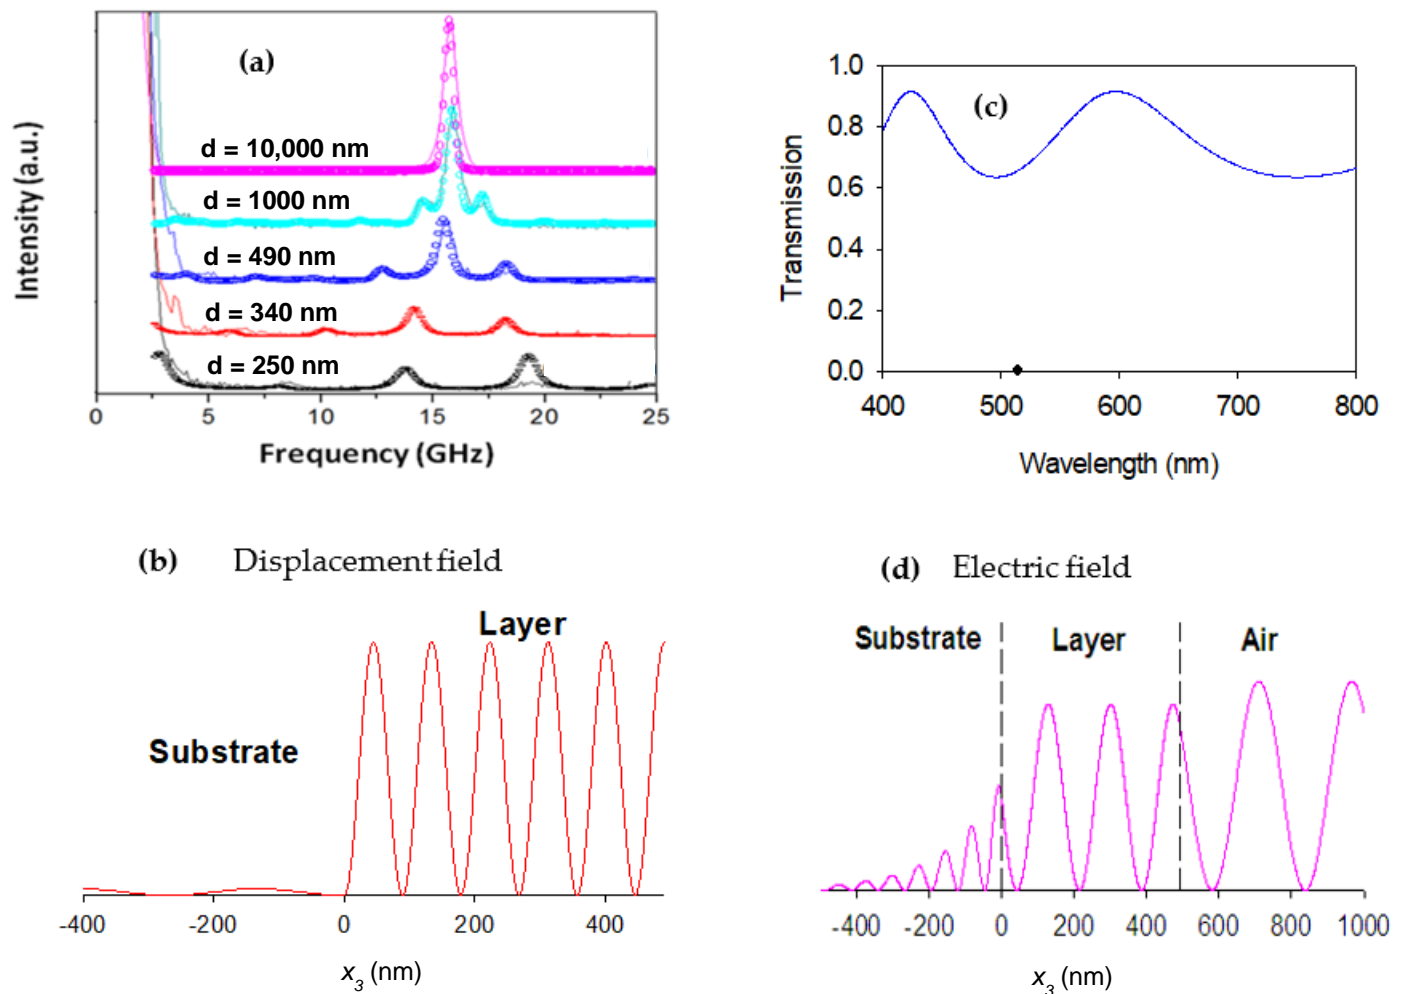 (a)
Intensity (a.u.)
d = 10,000 nm
d = 1000 nm
d = 490 nm
d = 340 nm
d = 250 nm
0 5 10 15 20 25
Frequency (GHz)
(c)
Transmission
1.0
0.8
0.6
0.4
0.2
0.0
400 500 600 700 800
Wavelength (nm)
(b) Displacement field
Layer
Substrate
-400 -200 0 200 400
x3 (nm)
(d) Electric field
Substrate Layer Air
-400 -200 0 200 400 600 800 1000
x3 (nm)